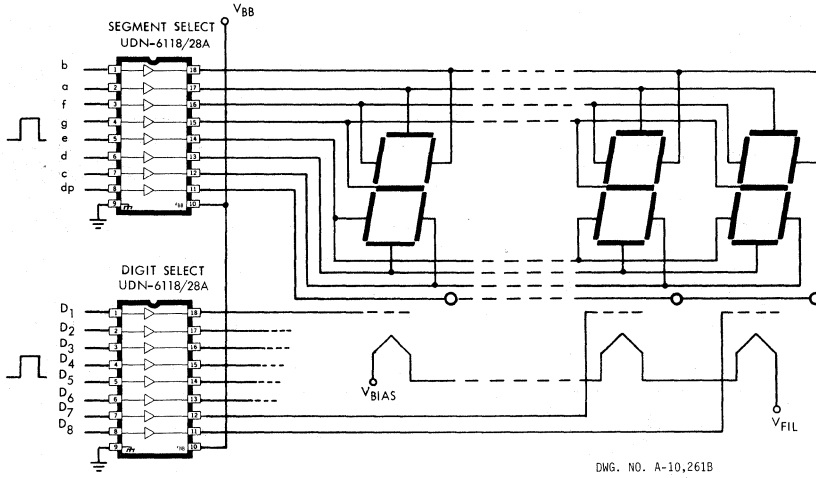 SEGMENT SELECT
UDN-6118/28A
VBB
b 1 18
a 2 17
f 3 16
g 4 15
e 5 14
d 6 13
c 7 12
dp 8 11
9 VBB 10
DIGIT SELECT
UDN-6118/28A
D1 1 18
D2 2 17
D3 3 16
D4 4 15
D5 5 14
D6 6 13
D7 7 12
D8 8 11
9 VBB 10
VBIAS
VFIL
DWG. NO. A-10,261B